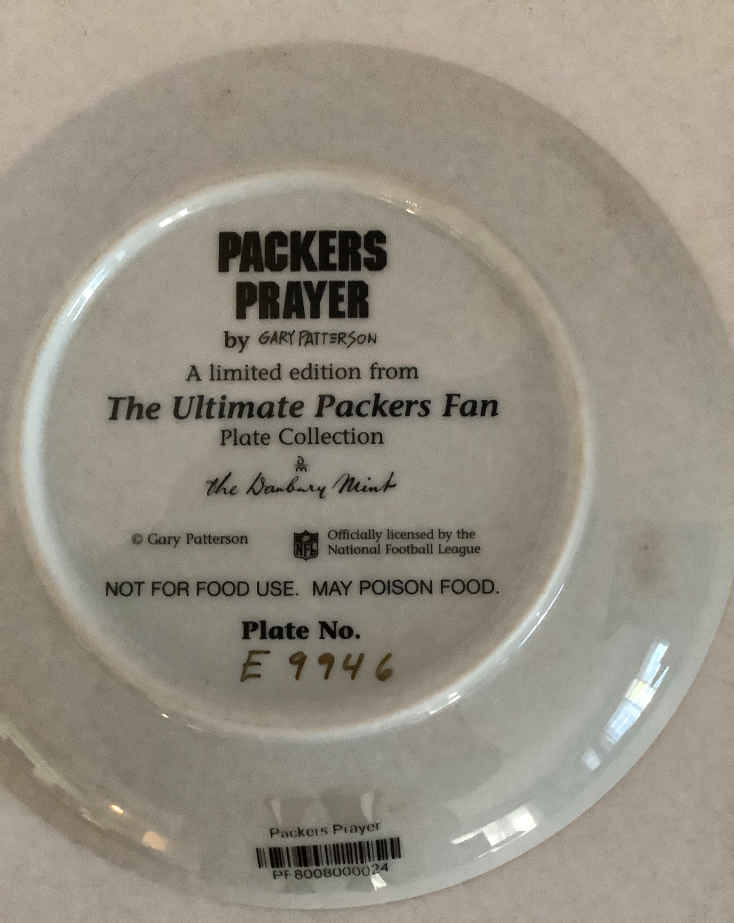 PACKERS
PRAYER
by GARY PATTERSON
A limited edition from
The Ultimate Packers Fan
Plate Collection
DM
the Danbury Mint
© Gary Patterson
NFL
Officially licensed by the
National Football League
NOT FOR FOOD USE. MAY POISON FOOD.
Plate No.
E 9946
Packers Prayer
PF8008000024